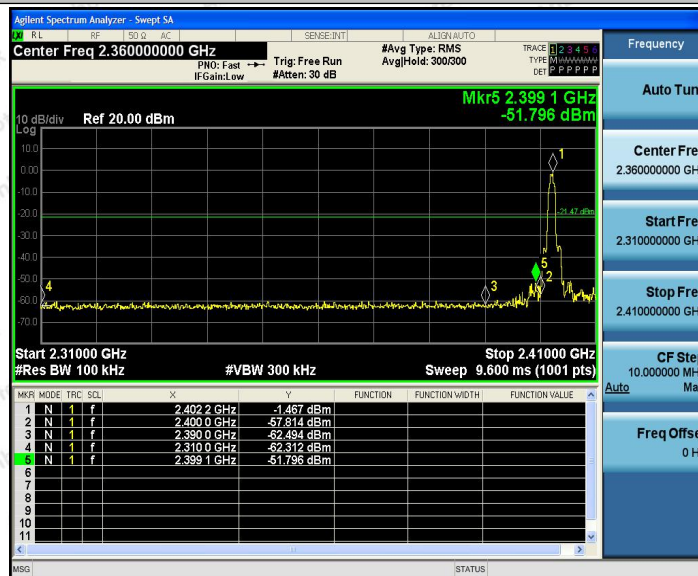 Agilent Spectrum Analyzer - Swept SA
LXI RL RF 50 Ω AC SENSE:INT ALIGNAUTO
Center Freq 2.360000000 GHz
PNO: Fast
IFGain:Low
Trig: Free Run
#Atten: 30 dB
#Avg Type: RMS
Avg|Hold: 300/300
TRACE 1 2 3 4 5 6
TYPE M
DET P P P P P P
Mkr5 2.399 1 GHz
-51.796 dBm
10 dB/div Ref 20.00 dBm
Log
10.0
0.00
-10.0
-20.0
-30.0
-40.0
-50.0
-60.0
-70.0
1
-21.47 dBm
5
2
3
4
Start 2.31000 GHz
Stop 2.41000 GHz
#Res BW 100 kHz #VBW 300 kHz Sweep 9.600 ms (1001 pts)
MKR MODE TRC SCL X Y FUNCTION FUNCTION WIDTH FUNCTION VALUE
1 N 1 f 2.402 2 GHz -1.467 dBm
2 N 1 f 2.400 0 GHz -57.814 dBm
3 N 1 f 2.390 0 GHz -62.494 dBm
4 N 1 f 2.310 0 GHz -62.312 dBm
5 N 1 f 2.399 1 GHz -51.796 dBm
6
7
8
9
10
11
MSG STATUS
Frequency
Auto Tun
Center Fre
2.360000000 GH
Start Fre
2.310000000 GH
Stop Fre
2.410000000 GH
CF Ste
10.000000 MH
Auto Ma
Freq Offse
0 H